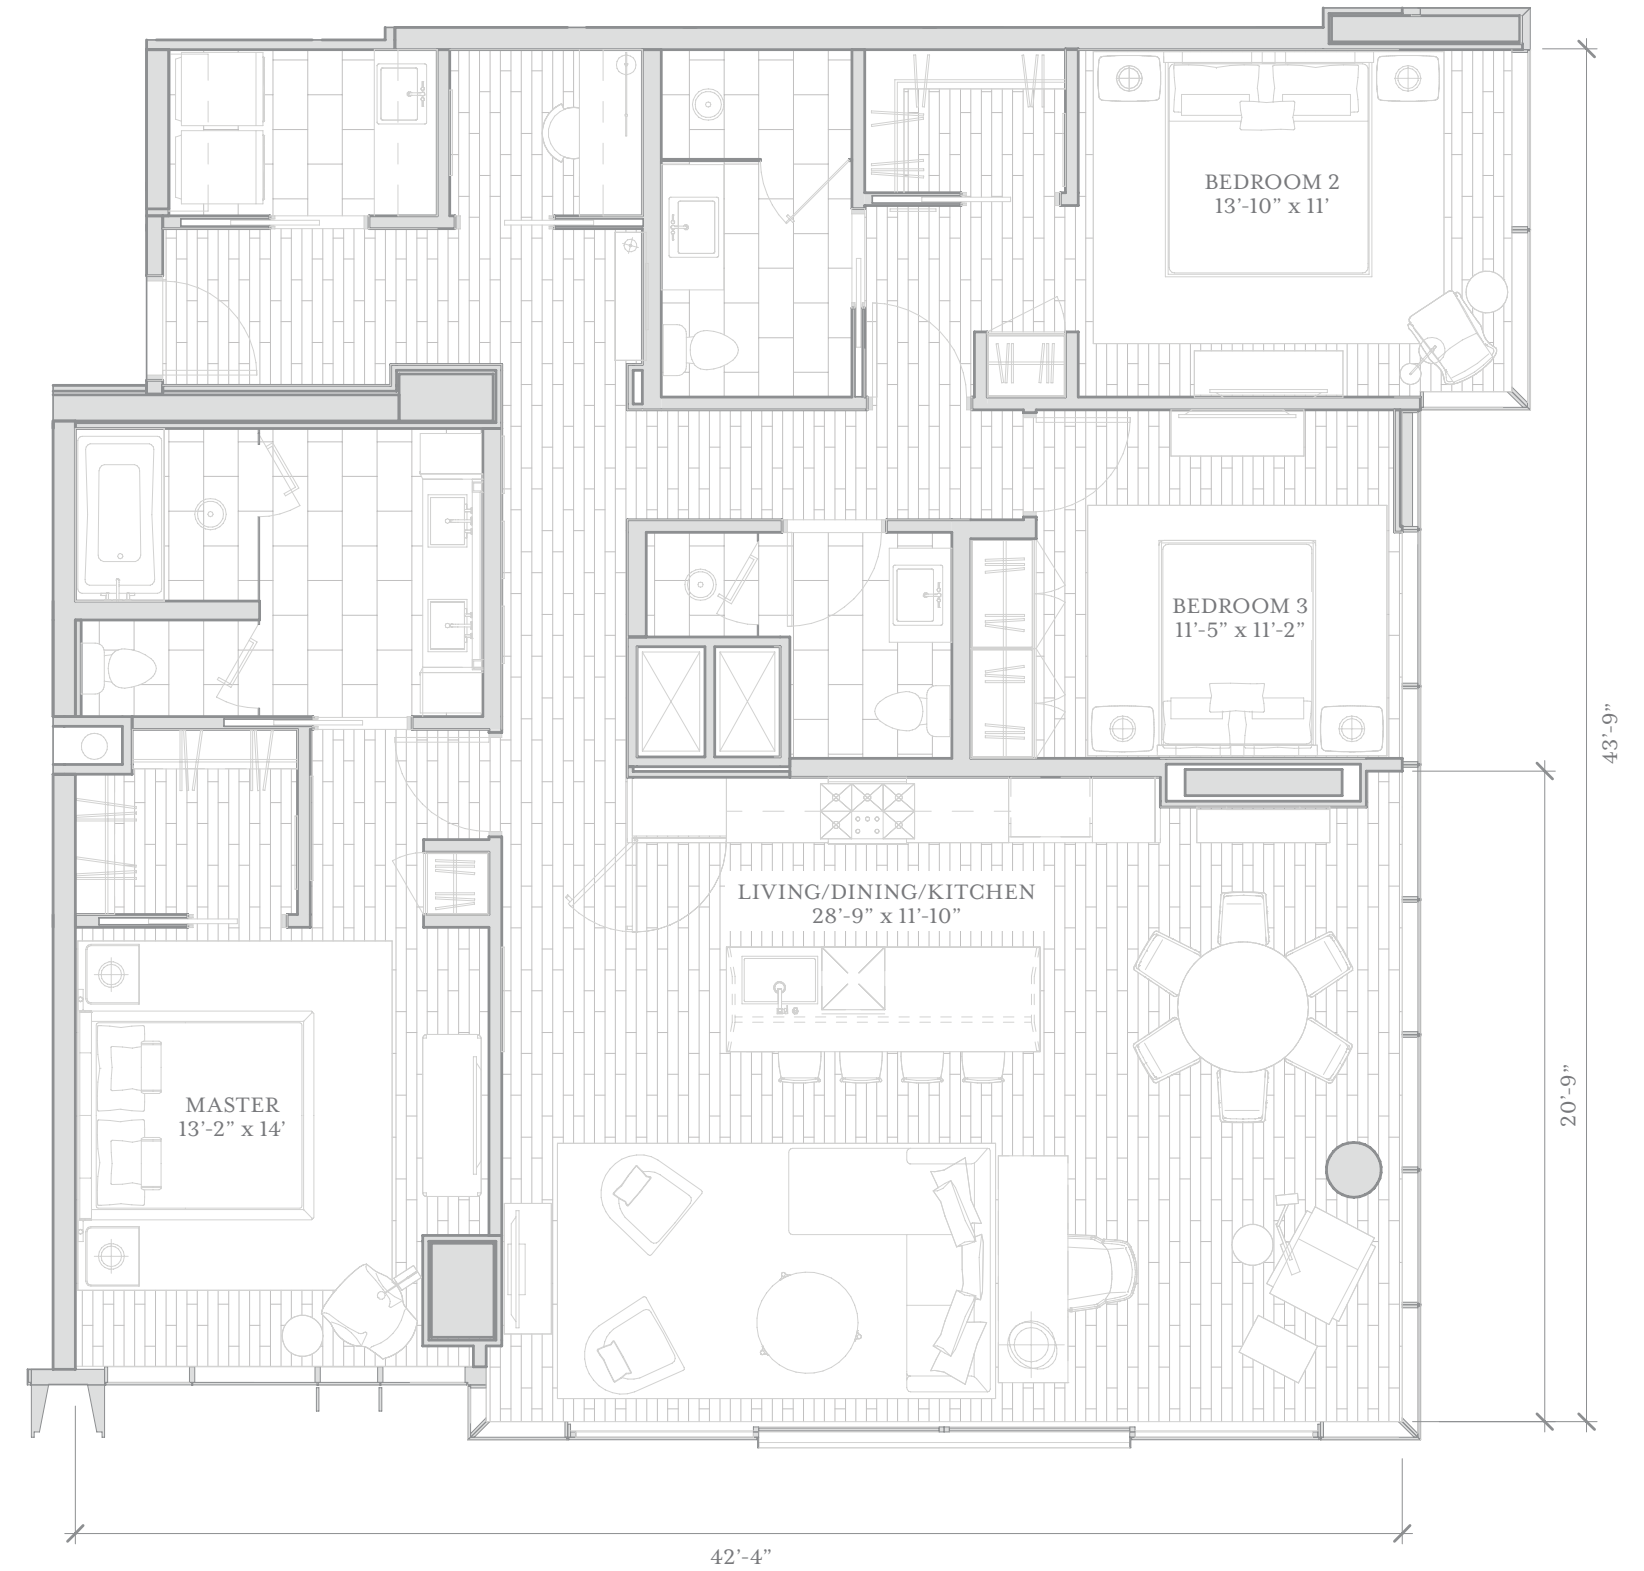 BEDROOM 2
13’-10” x 11’
BEDROOM 3
11’-5” x 11’-2”
43’-9”
LIVING/DINING/KITCHEN
28’-9” x 11’-10”
MASTER
13’-2” x 14’
20’-9”
42’-4”